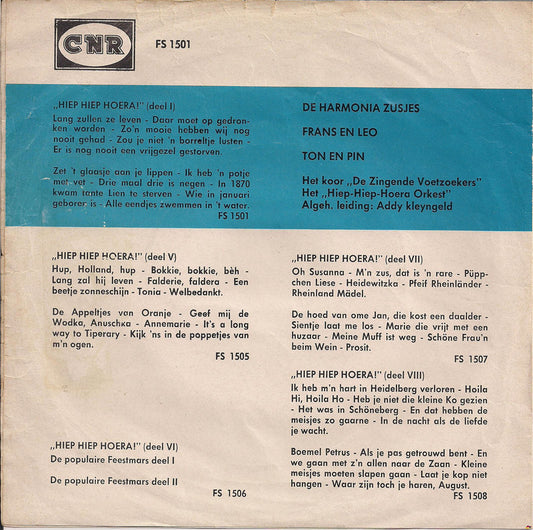 CNR
FS 1501
„HIEP HIEP HOERA!" (deel I)
Lang zullen ze leven - Daar moet op gedron-
ken worden - Zo'n mooie hebben wij nog
nooit gehad - Zou je niet 'n borreltje lusten -
Er is nog nooit een vrijgezel gestorven.
Zet 't glaasje aan je lippen - Ik heb 'n potje
met vet - Drie maal drie is negen - In 1870
kwam tante Lien te sterven - Wie in januari
geboren is - Alle eendjes zwemmen in 't water.
FS 1501
DE HARMONIA ZUSJES
FRANS EN LEO
TON EN PIN
Het koor „De Zingende Voetzoekers"
Het „Hiep-Hiep-Hoera Orkest"
Algeh. leiding: Addy kleyngeld
„HIEP HIEP HOERA!" (deel V)
Hup, Holland, hup - Bokkie, bokkie, bèh -
Lang zal hij leven - Falderie, faldera - Een
beetje zonneschijn - Tonia - Welbedankt.
De Appeltjes van Oranje - Geef mij de
Wodka, Anuschka - Annemarie - It's a long
way to Tiperary - Kijk 'ns in de poppetjes van
m'n ogen.
FS 1505
„HIEP HIEP HOERA!" (deel VI)
De populaire Feestmars deel I
De populaire Feestmars deel II
FS 1506
„HIEP HIEP HOERA!" (deel VII)
Oh Susanna - M'n zus, dat is 'n rare - Püpp-
chen Liese - Heidewitzka - Pfeif Rheinländer -
Rheinland Mädel.
De hoed van ome Jan, die kost een daalder -
Sientje laat me los - Marie die vrijt met een
huzaar - Meine Muff ist weg - Schöne Frau'n
beim Wein - Prosit.
FS 1507
„HIEP HIEP HOERA!" (deel VIII)
Ik heb m'n hart in Heidelberg verloren - Hoila
Hi, Hoila Ho - Heb je niet die kleine Ko gezien
- Het was in Schöneberg - En dat hebben de
meisjes zo gaarne - In de nacht als de liefde
je wacht.
Boemel Petrus - Als je pas getrouwd bent - En
we gaan met z'n allen naar de Zaan - Kleine
meisjes moeten slapen gaan - Laat je kop niet
hangen - Waar zijn toch je haren, August.
FS 1508